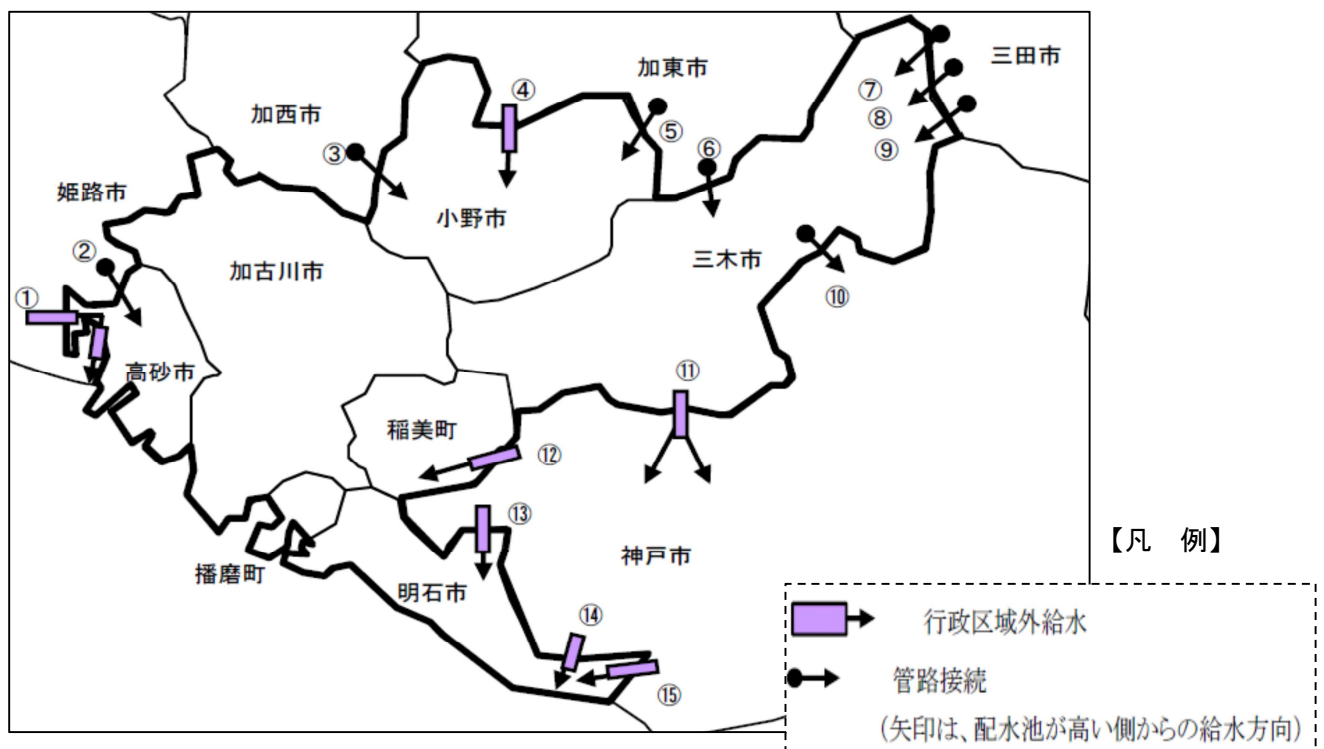 加東市
三田市
④
⑦
加西市
⑧
⑤
⑥
③
⑨
姫路市
小野市
②
加古川市
三木市
①
⑩
高砂市
⑪
稲美町
⑫
⑬
【凡　例】
神戸市
播磨町
明石市
⑭
行政区域外給水
⑮
管路接続
(矢印は、配水池が高い側からの給水方向)